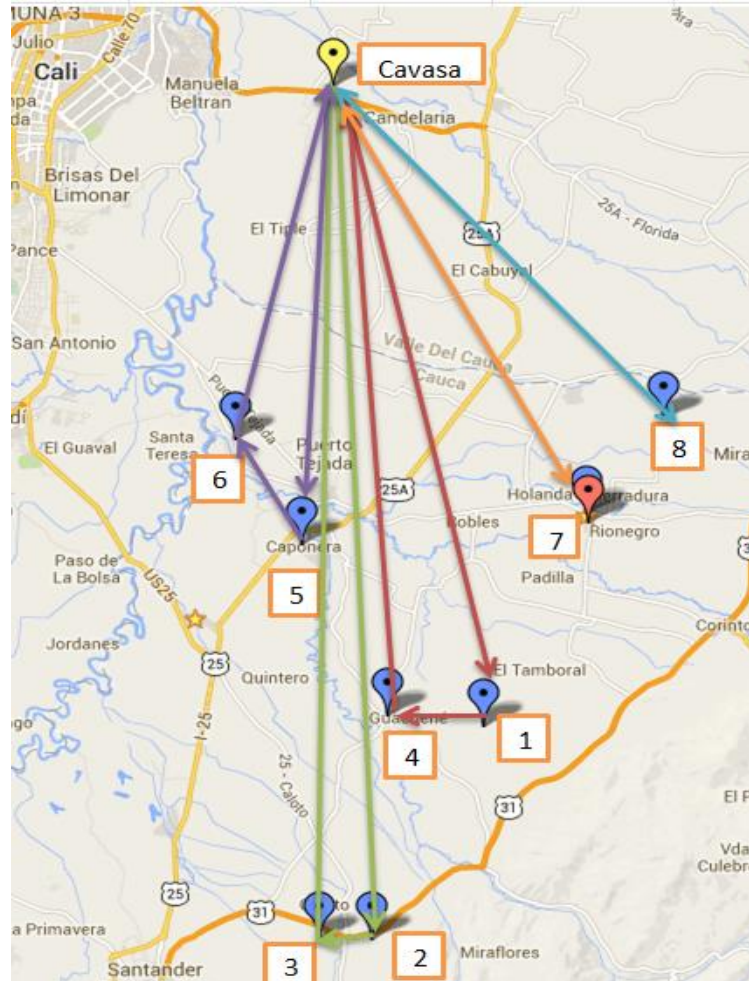 MUNA 3
Julio
Calle 70
Cali
Manuela
Beltran
Cavasa
Candelaria
Brisas Del
Limonar
Pance
El Tiple
25A
25A - Florida
El Cabuyal
San Antonio
Valle Del Cauca
Cauca
El Guaval
Santa
Teresa
Puerto
Tejada
6
25A
8
Mira
Holanda
Robles
Rionegro
7
Padilla
Caponera
5
Paso de
La Bolsa
US25
Corinto
Jordanes
25
Quintero
El Tamboral
I-25
4
1
25 - Caloto
31
El P
Vda
Culebre
25
31
a Primavera
3
2
Miraflores
Santander